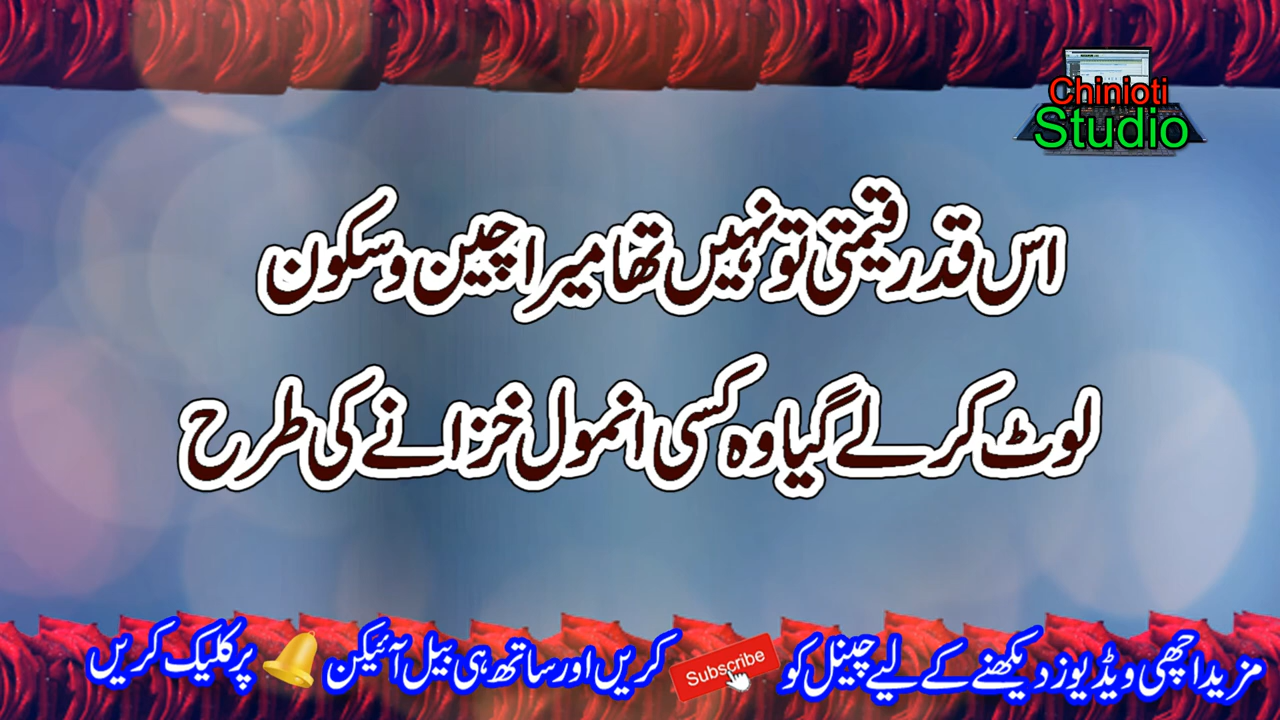 Chinioti
Studio
اس قدر قیمتی تو نہیں تھا میرا چین و سکون
لوٹ کر لے گیا وہ کسی انمول خزانے کی طرح
مزید اچھی ویڈیوز دیکھنے کے لیے چینل کو Subscribe کریں اور ساتھ ہی بیل آئیکن 🔔 پر کلیک کریں